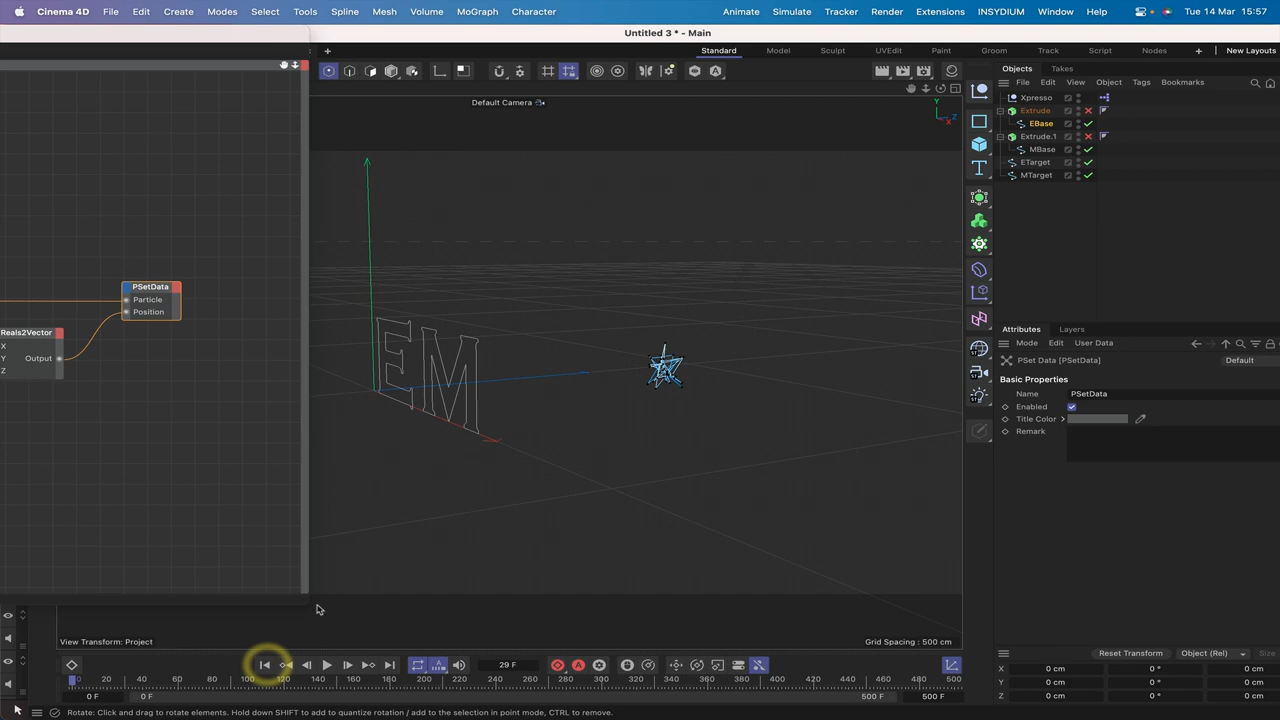 Cinema 4D File Edit Create Modes Select Tools Spline Mesh Volume MoGraph Character Animate Simulate Tracker Render Extensions INSYDIUM Window Help Tue 14 Mar 15:57
Untitled 3 * - Main
Standard Model Sculpt UVEdit Paint Groom Track Script Nodes New Layouts
Objects Takes
File Edit View Object Tags Bookmarks
Default Camera
Y
Z
X
Xpresso
Extrude
EBase
Extrude.1
MBase
ETarget
MTarget
PSetData
Particle
Position
Reals2Vector
X
Y Output
Z
EM
Attributes Layers
Mode Edit User Data
PSet Data [PSetData] Default
Basic Properties
Name PSetData
Enabled
Title Color
Remark
View Transform: Project Grid Spacing : 500 cm
29 F
0 20 40 60 80 100 120 140 160 180 200 220 240 260 280 300 320 340 360 380 400 420 440 460 480 500
0 F 0 F 500 F 500 F
Reset Transform Object (Rel) Size
X 0 cm 0 ° 0 cm
Y 0 cm 0 ° 0 cm
Z 0 cm 0 ° 0 cm
Rotate: Click and drag to rotate elements. Hold down SHIFT to add to quantize rotation / add to the selection in point mode, CTRL to remove.